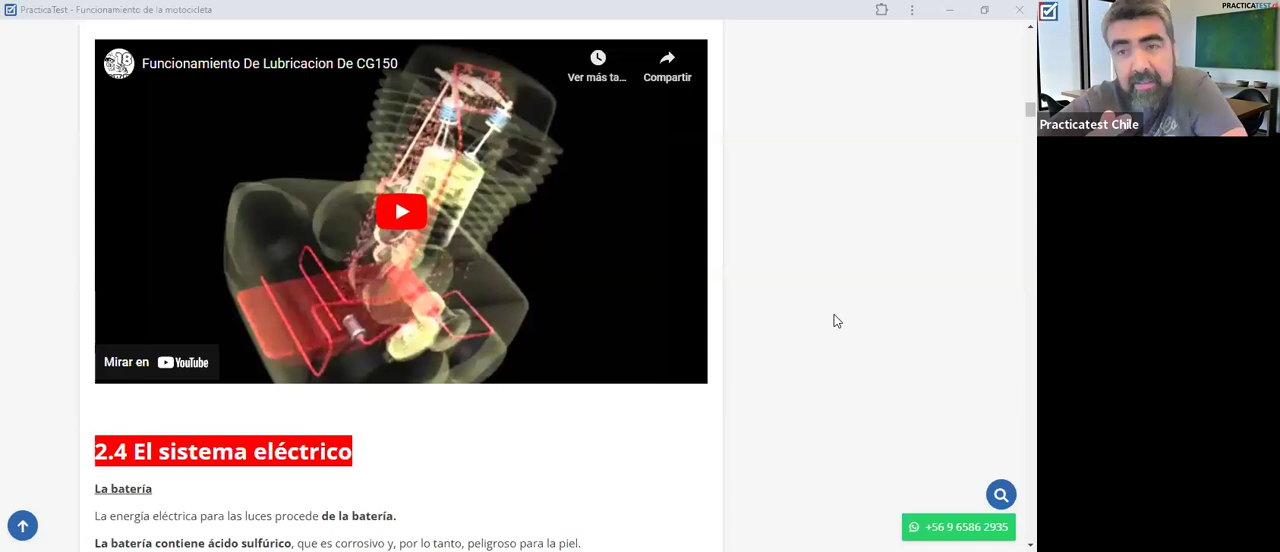 PracticaTest - Funcionamiento de la motocicleta
PRACTICATEST
Funcionamiento De Lubricacion De CG150
Ver más ta...
Compartir
Practicatest Chile
Mirar en YouTube
2.4 El sistema eléctrico
La batería
La energía eléctrica para las luces procede de la batería.
La batería contiene ácido sulfúrico, que es corrosivo y, por lo tanto, peligroso para la piel.
+56 9 6586 2935